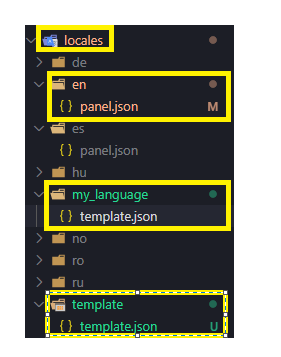 locales
de
en
{ } panel.json M
es
{ } panel.json
hu
my_language
{ } template.json
no
ro
ru
template
{ } template.json U